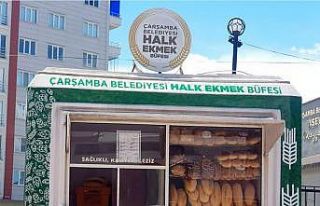 ÇARŞAMBA
BELEDİYESİ
HALK
EKMEK
BÜFESİ
ÇARŞAMBA BELEDİYESİ HALK EKMEK BÜFESİ